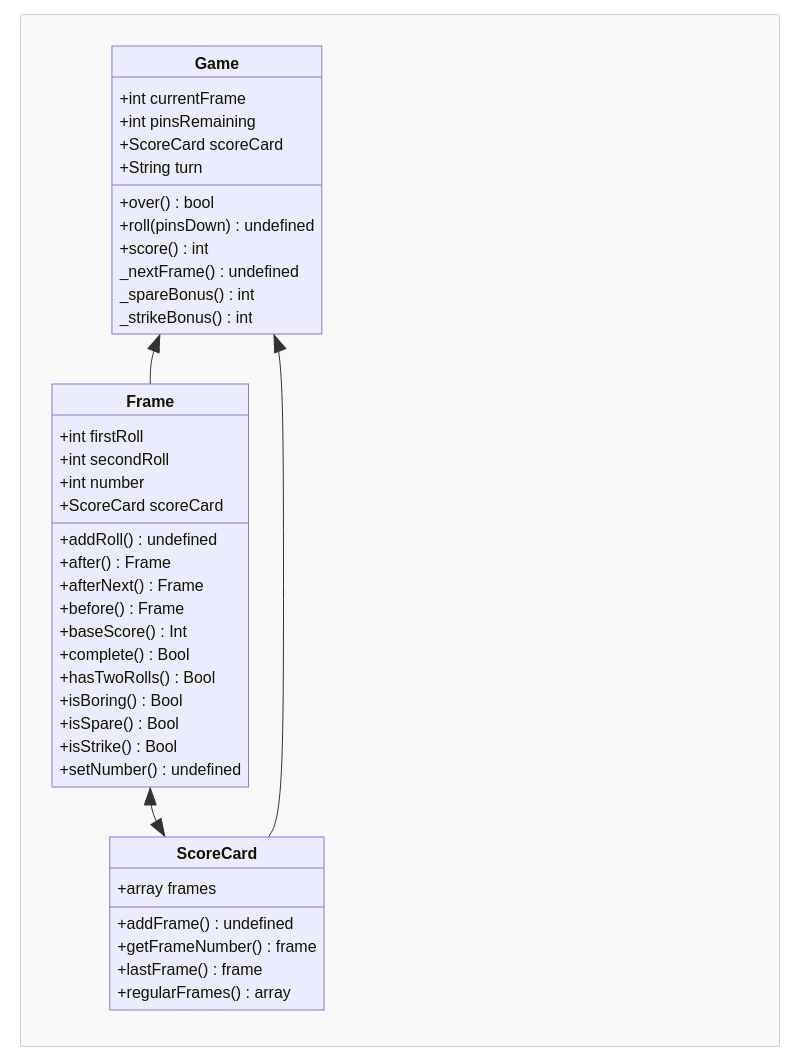 Game
+int currentFrame
+int pinsRemaining
+ScoreCard scoreCard
+String turn
+over() : bool
+roll(pinsDown) : undefined
+score() : int
_nextFrame() : undefined
_spareBonus() : int
_strikeBonus() : int
Frame
+int firstRoll
+int secondRoll
+int number
+ScoreCard scoreCard
+addRoll() : undefined
+after() : Frame
+afterNext() : Frame
+before() : Frame
+baseScore() : Int
+complete() : Bool
+hasTwoRolls() : Bool
+isBoring() : Bool
+isSpare() : Bool
+isStrike() : Bool
+setNumber() : undefined
ScoreCard
+array frames
+addFrame() : undefined
+getFrameNumber() : frame
+lastFrame() : frame
+regularFrames() : array